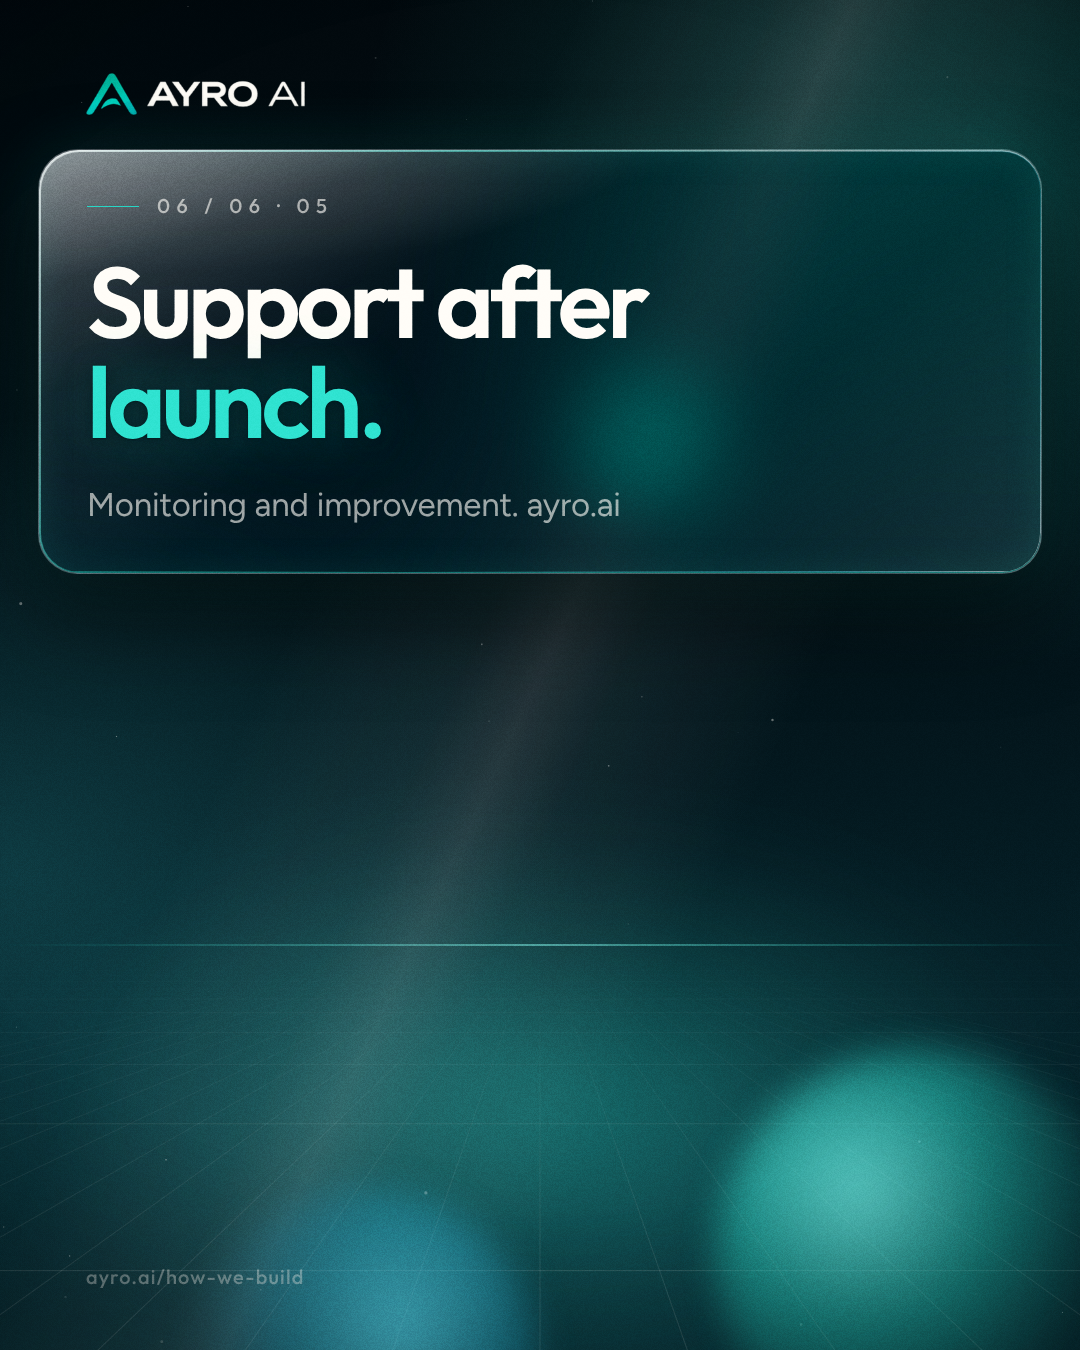 AYRO AI
06 / 06 · 05
Support after
launch.
Monitoring and improvement. ayro.ai
ayro.ai/how-we-build